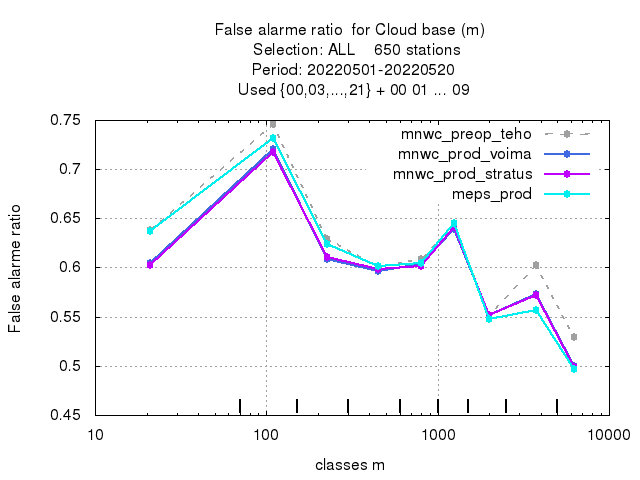 False alarme ratio  for Cloud base (m)
Selection: ALL    650 stations
Period: 20220501-20220520
Used {00,03,...,21} + 00 01 ... 09
mnwc_preop_teho
mnwc_prod_voima
mnwc_prod_stratus
meps_prod
False alarme ratio
0.75
0.7
0.65
0.6
0.55
0.5
0.45
10 100 1000 10000
classes m